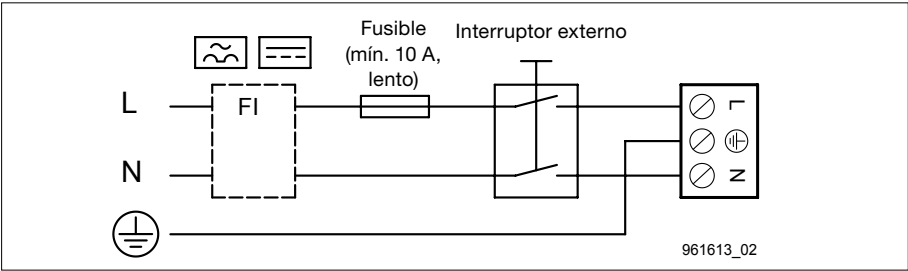 Fusible
(mín. 10 A,
lento)
Interruptor externo
L
FI
L
N
N
961613_02